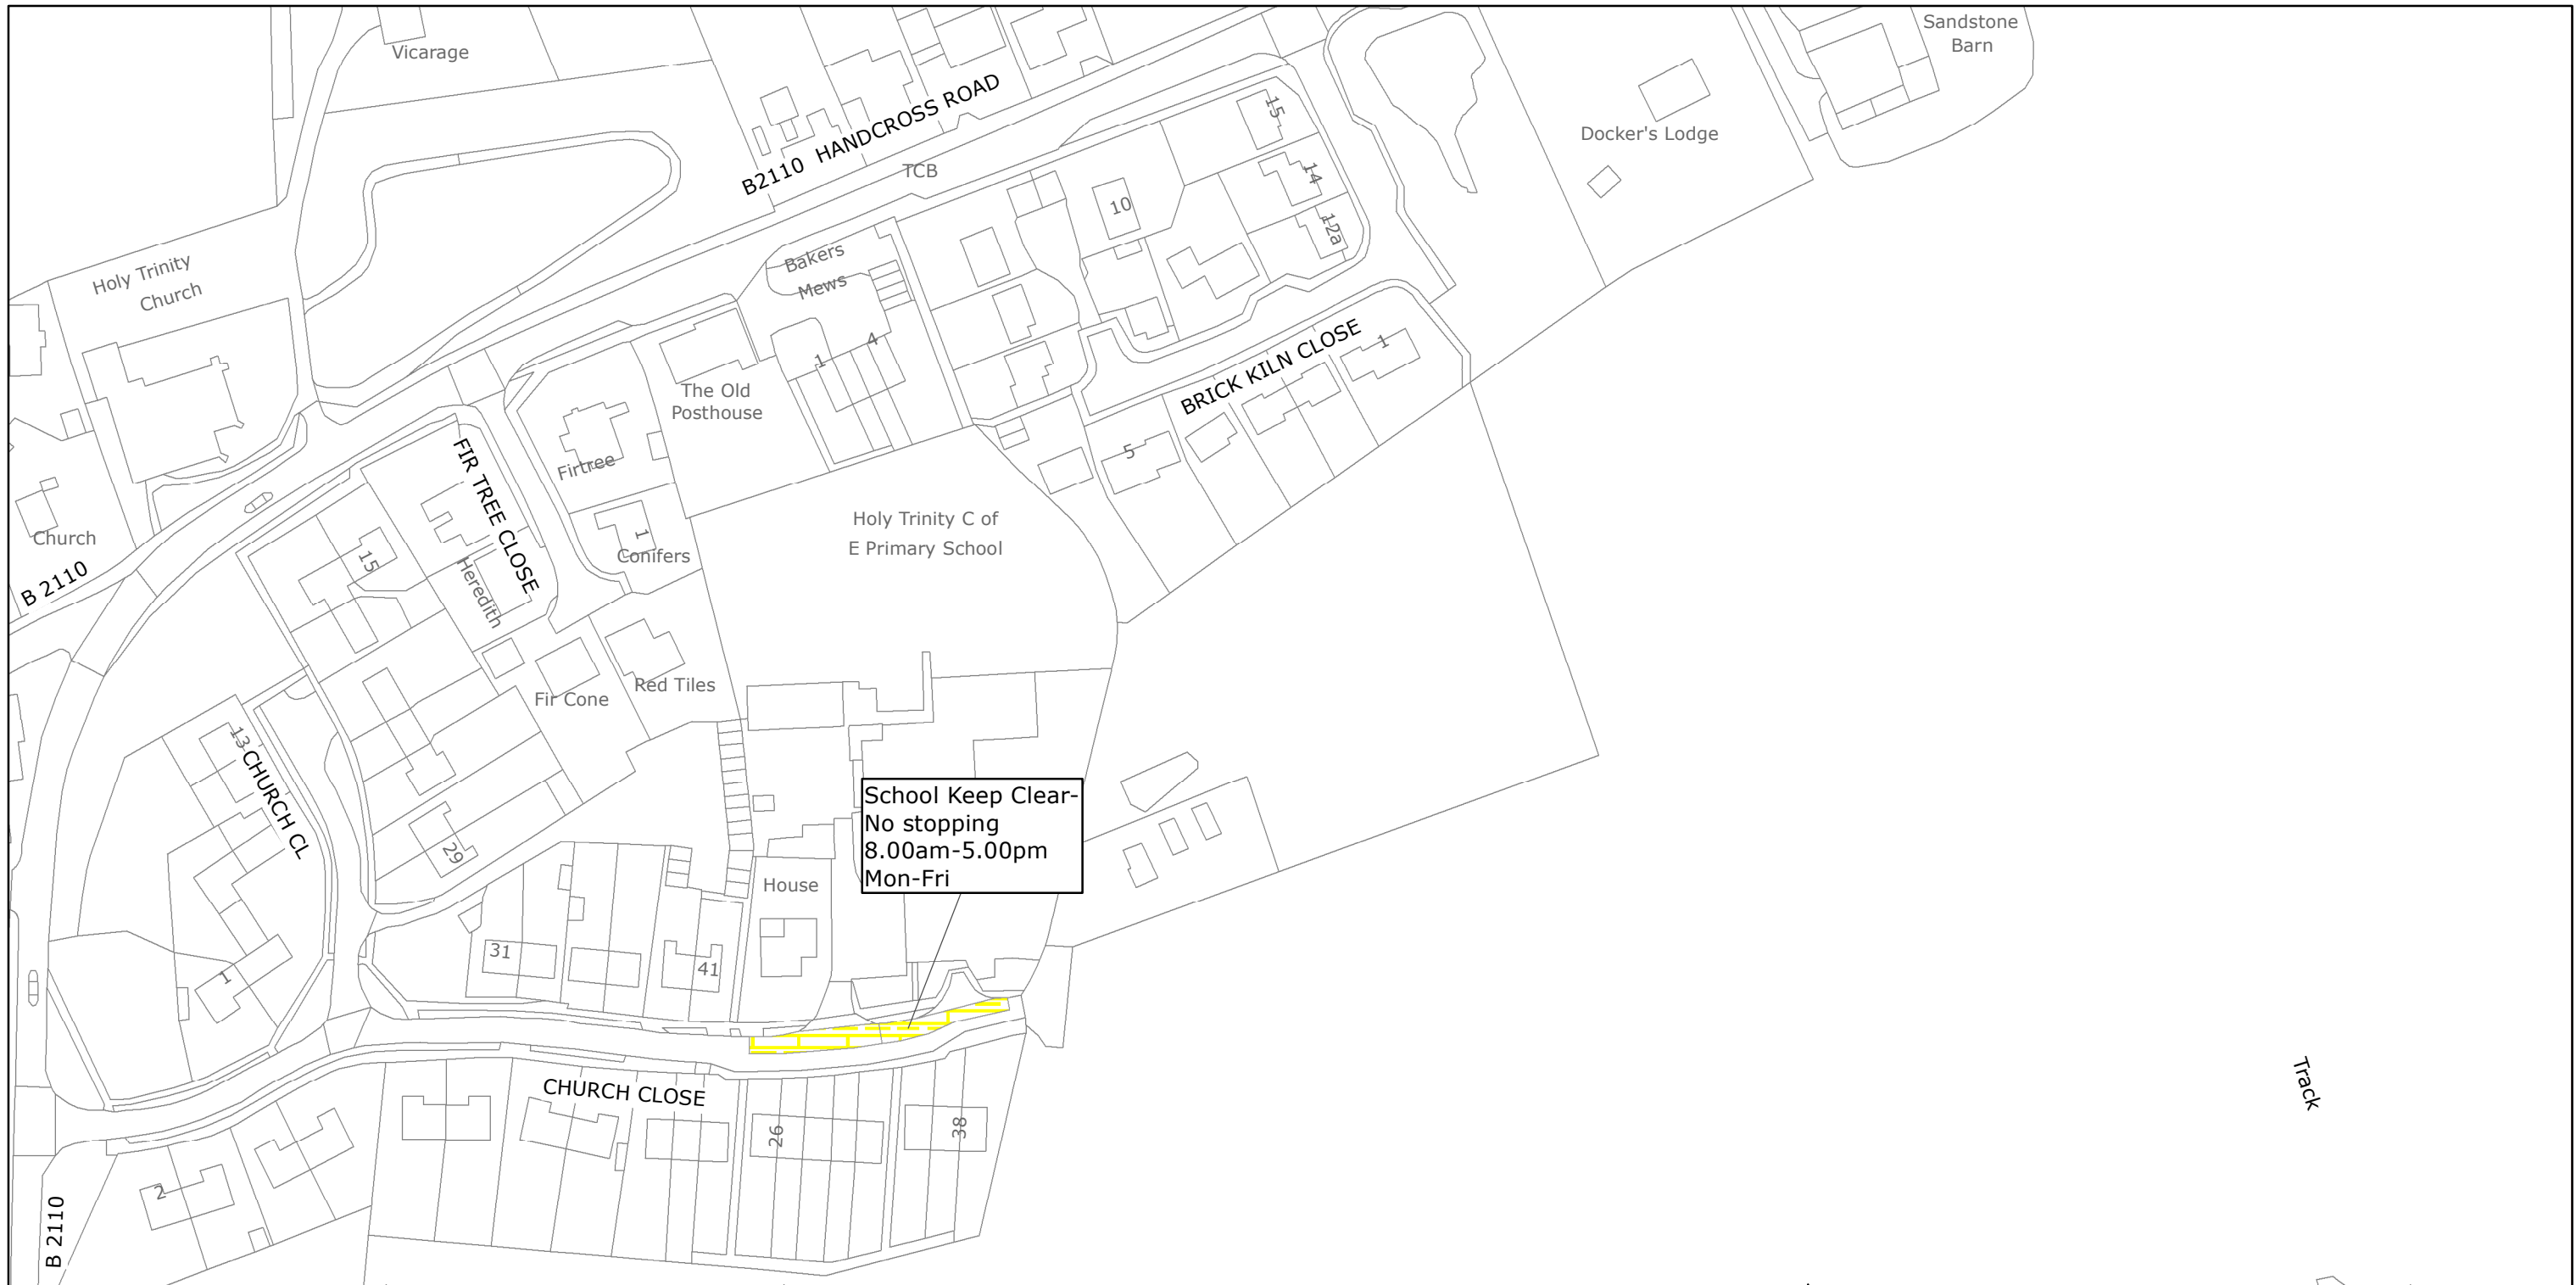 Vicarage
Sandstone
Barn
B2110 HANDCROSS ROAD
TCB
15
Docker's Lodge
14
10
12a
Holy Trinity
Church
Bakers
Mews
1
4
BRICK KILN CLOSE
1
The Old
Posthouse
5
Firtree
FIR TREE CLOSE
Church
B 2110
15
Heredith
1
Conifers
Holy Trinity C of
E Primary School
Fir Cone
Red Tiles
13
CHURCH CL
29
School Keep Clear-
No stopping
8.00am-5.00pm
Mon-Fri
House
31
41
1
CHURCH CLOSE
26
38
2
B 2110
Track